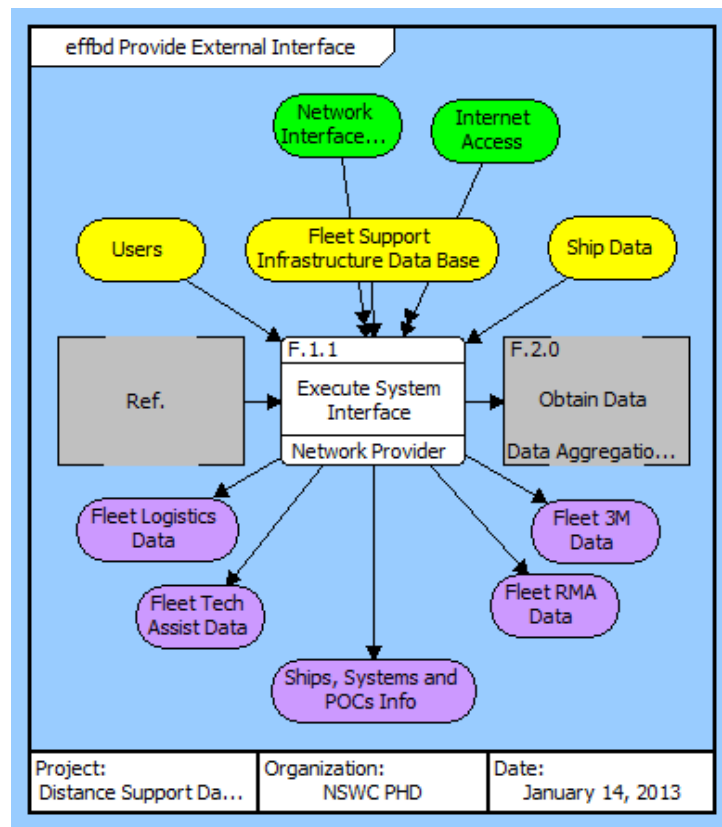 effbd Provide External Interface
Network
Interface...
Internet
Access
Users
Fleet Support
Infrastructure Data Base
Ship Data
Ref.
F.1.1
Execute System
Interface
Network Provider
F.2.0
Obtain Data
Data Aggregatio...
Fleet Logistics
Data
Fleet 3M
Data
Fleet Tech
Assist Data
Fleet RMA
Data
Ships, Systems and
POCs Info
Project:
Distance Support Da...
Organization:
NSWC PHD
Date:
January 14, 2013